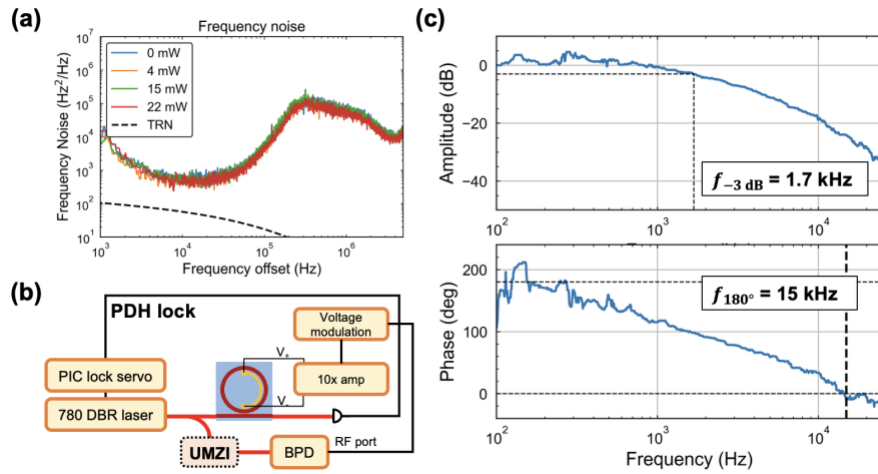 (a)
Frequency noise
Frequency Noise (Hz²/Hz)
10⁶
10⁵
10⁴
10³
10²
10¹
0 mW
4 mW
15 mW
22 mW
TRN
10³ 10⁴ 10⁵ 10⁶
Frequency offset (Hz)
(b)
PDH lock
Voltage modulation
PIC lock servo
V₊
10x amp
780 DBR laser
V₋
UMZI
BPD
RF port
(c)
Amplitude (dB)
0
−20
−40
f₋₃ dB = 1.7 kHz
10² 10³ 10⁴
Phase (deg)
200
100
0
f₁₈₀° = 15 kHz
10² 10³ 10⁴
Frequency (Hz)